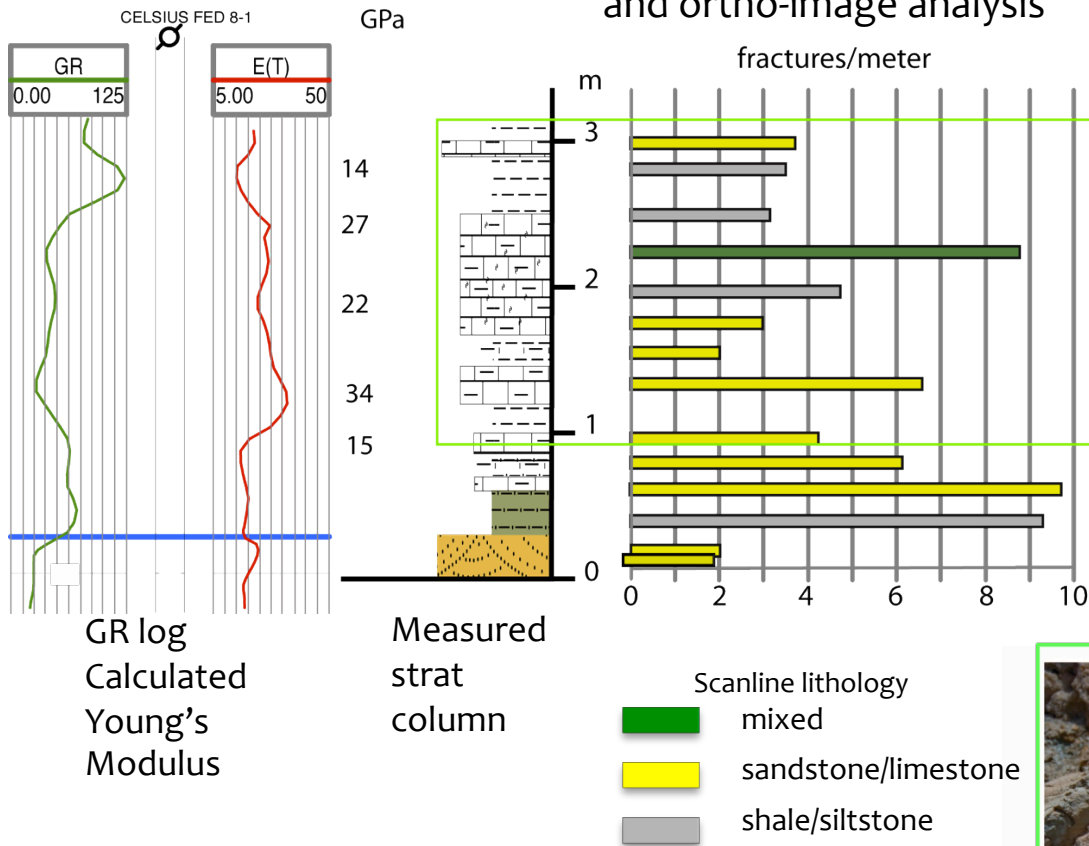 and ortho-image analysis
CELSIUS FED 8-1
GPa
fractures/meter
GR
0.00 125
E(T)
5.00 50
m
3
14
27
2
22
34
1
15
0
0 2 4 6 8 10
GR log
Calculated
Young's
Modulus
Measured
strat
column
Scanline lithology
mixed
sandstone/limestone
shale/siltstone